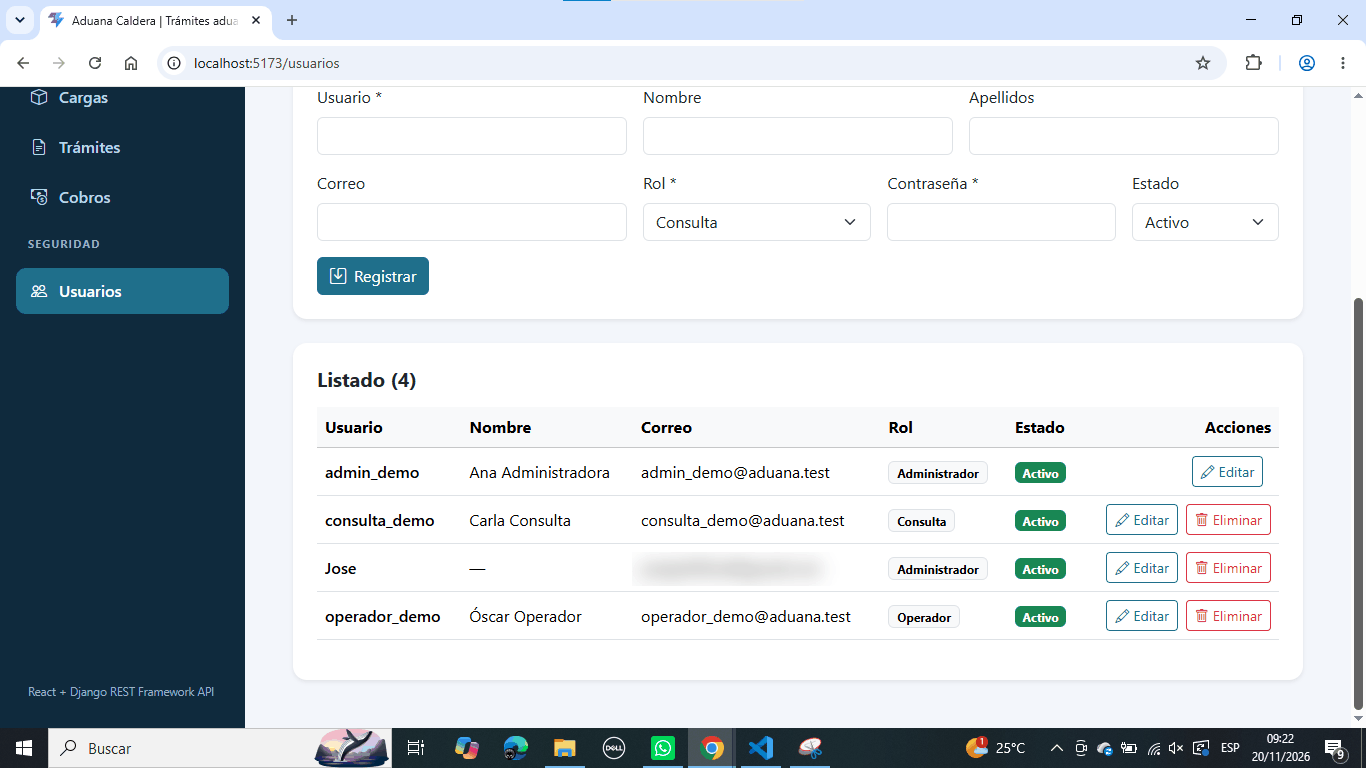 Aduana Caldera | Trámites adua
localhost:5173/usuarios
Cargas
Trámites
Cobros
SEGURIDAD
Usuarios
React + Django REST Framework API
Usuario * Nombre Apellidos
Correo Rol * Contraseña * Estado
Consulta Activo
Registrar
Listado (4)
Usuario Nombre Correo Rol Estado Acciones
admin_demo Ana Administradora admin_demo@aduana.test Administrador Activo Editar
consulta_demo Carla Consulta consulta_demo@aduana.test Consulta Activo Editar Eliminar
Jose — Administrador Activo Editar Eliminar
operador_demo Óscar Operador operador_demo@aduana.test Operador Activo Editar Eliminar
Buscar DELL 1 25°C ESP 09:22
20/11/2026 9